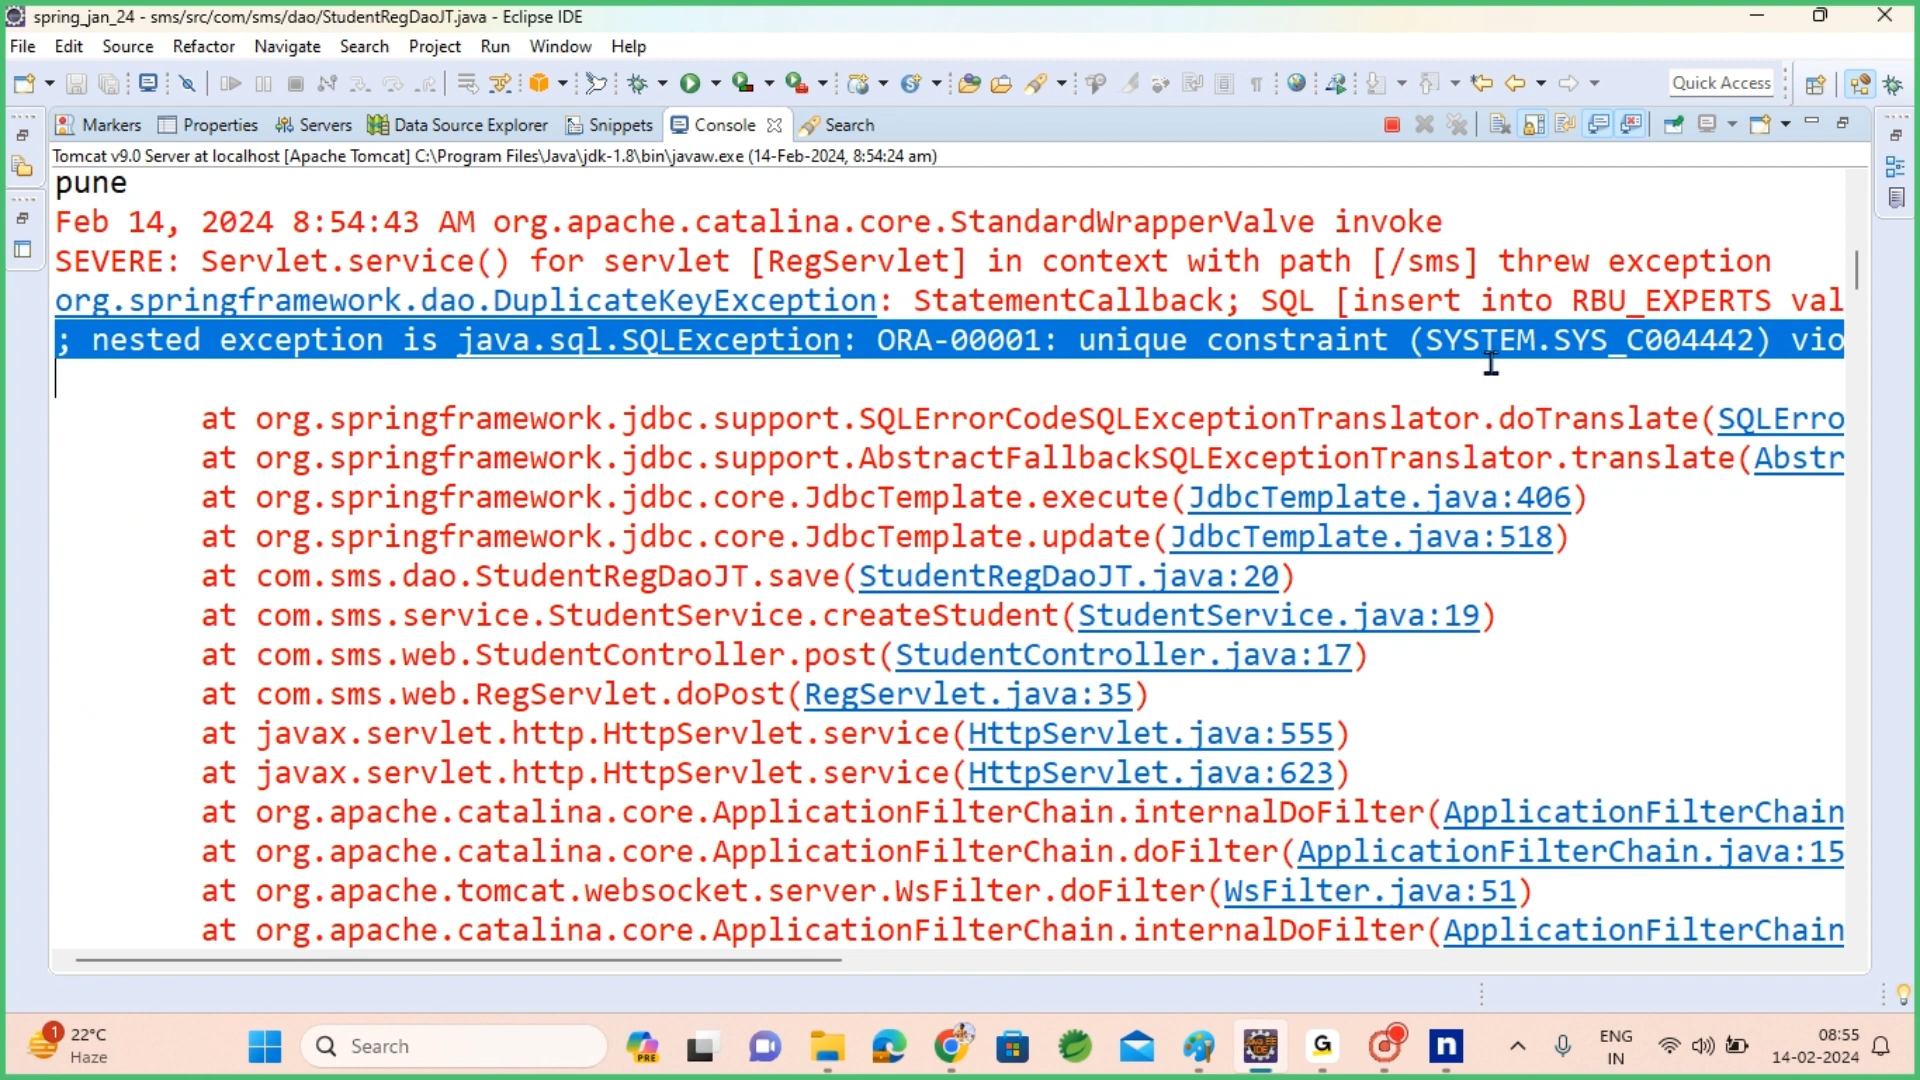 spring_jan_24 - sms/src/com/sms/dao/StudentRegDaoJT.java - Eclipse IDE
File Edit Source Refactor Navigate Search Project Run Window Help
Quick Access
Markers Properties Servers Data Source Explorer Snippets Console Search
Tomcat v9.0 Server at localhost [Apache Tomcat] C:\Program Files\Java\jdk-1.8\bin\javaw.exe (14-Feb-2024, 8:54:24 am)
pune
Feb 14, 2024 8:54:43 AM org.apache.catalina.core.StandardWrapperValve invoke
SEVERE: Servlet.service() for servlet [RegServlet] in context with path [/sms] threw exception
org.springframework.dao.DuplicateKeyException: StatementCallback; SQL [insert into RBU_EXPERTS val
; nested exception is java.sql.SQLException: ORA-00001: unique constraint (SYSTEM.SYS_C004442) vio
at org.springframework.jdbc.support.SQLErrorCodeSQLExceptionTranslator.doTranslate(SQLErro
at org.springframework.jdbc.support.AbstractFallbackSQLExceptionTranslator.translate(Abstr
at org.springframework.jdbc.core.JdbcTemplate.execute(JdbcTemplate.java:406)
at org.springframework.jdbc.core.JdbcTemplate.update(JdbcTemplate.java:518)
at com.sms.dao.StudentRegDaoJT.save(StudentRegDaoJT.java:20)
at com.sms.service.StudentService.createStudent(StudentService.java:19)
at com.sms.web.StudentController.post(StudentController.java:17)
at com.sms.web.RegServlet.doPost(RegServlet.java:35)
at javax.servlet.http.HttpServlet.service(HttpServlet.java:555)
at javax.servlet.http.HttpServlet.service(HttpServlet.java:623)
at org.apache.catalina.core.ApplicationFilterChain.internalDoFilter(ApplicationFilterChain
at org.apache.catalina.core.ApplicationFilterChain.doFilter(ApplicationFilterChain.java:15
at org.apache.tomcat.websocket.server.WsFilter.doFilter(WsFilter.java:51)
at org.apache.catalina.core.ApplicationFilterChain.internalDoFilter(ApplicationFilterChain
1 22°C
Haze
Search
PRE
G
n
ENG
IN
08:55
14-02-2024